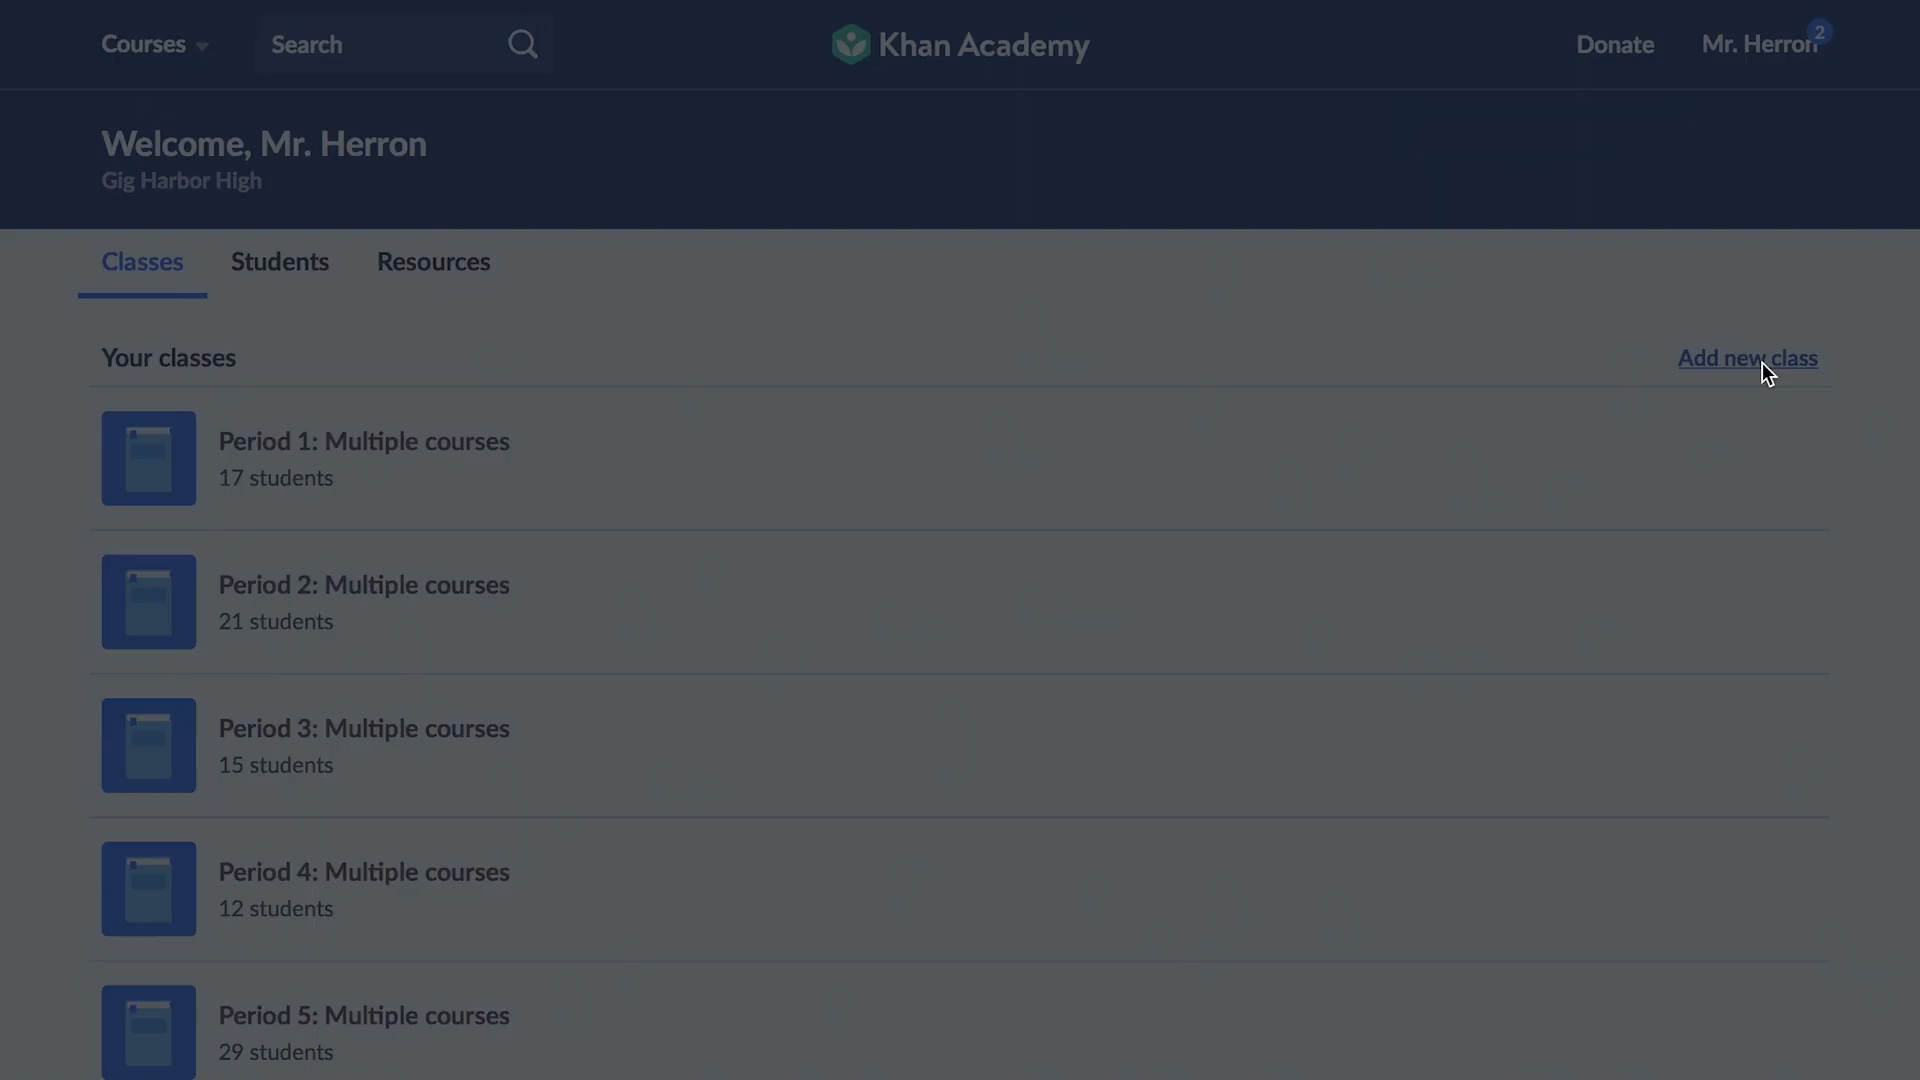 Courses
Search
Khan Academy
Donate
Mr. Herron
2
Welcome, Mr. Herron
Gig Harbor High
Classes
Students
Resources
Your classes
Add new class
Period 1: Multiple courses
17 students
Period 2: Multiple courses
21 students
Period 3: Multiple courses
15 students
Period 4: Multiple courses
12 students
Period 5: Multiple courses
29 students